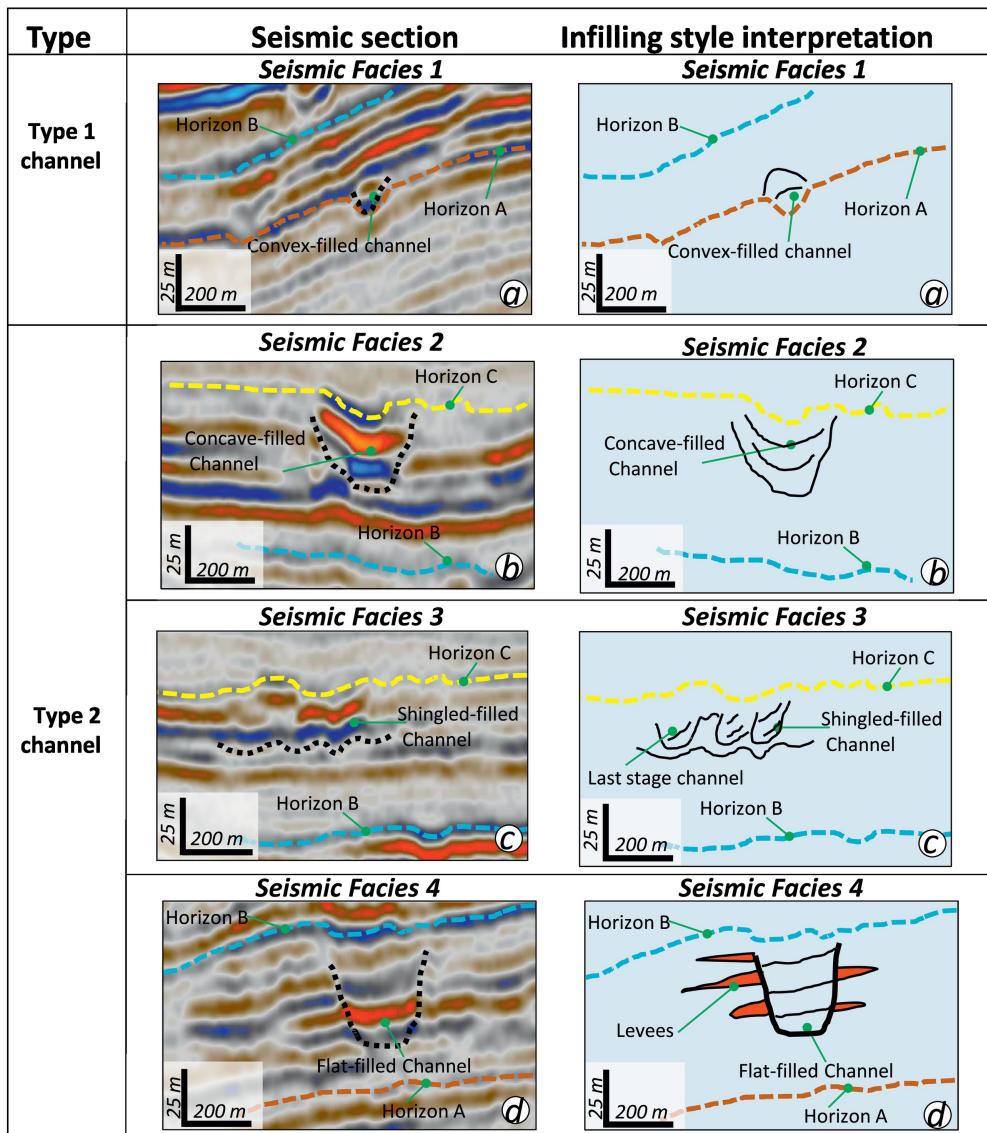 Type
Seismic section
Infilling style interpretation
Type 1
channel
Seismic Facies 1
Horizon B
Horizon A
Convex-filled channel
25 m
200 m
a
Seismic Facies 1
Horizon B
Horizon A
Convex-filled channel
25 m
200 m
a
Type 2
channel
Seismic Facies 2
Horizon C
Concave-filled
Channel
Horizon B
25 m
200 m
b
Seismic Facies 2
Horizon C
Concave-filled
Channel
Horizon B
25 m
200 m
b
Seismic Facies 3
Horizon C
Shingled-filled
Channel
Horizon B
25 m
200 m
c
Seismic Facies 3
Horizon C
Shingled-filled
Channel
Last stage channel
Horizon B
25 m
200 m
c
Seismic Facies 4
Horizon B
Flat-filled Channel
Horizon A
25 m
200 m
d
Seismic Facies 4
Horizon B
Levees
Flat-filled Channel
Horizon A
25 m
200 m
d